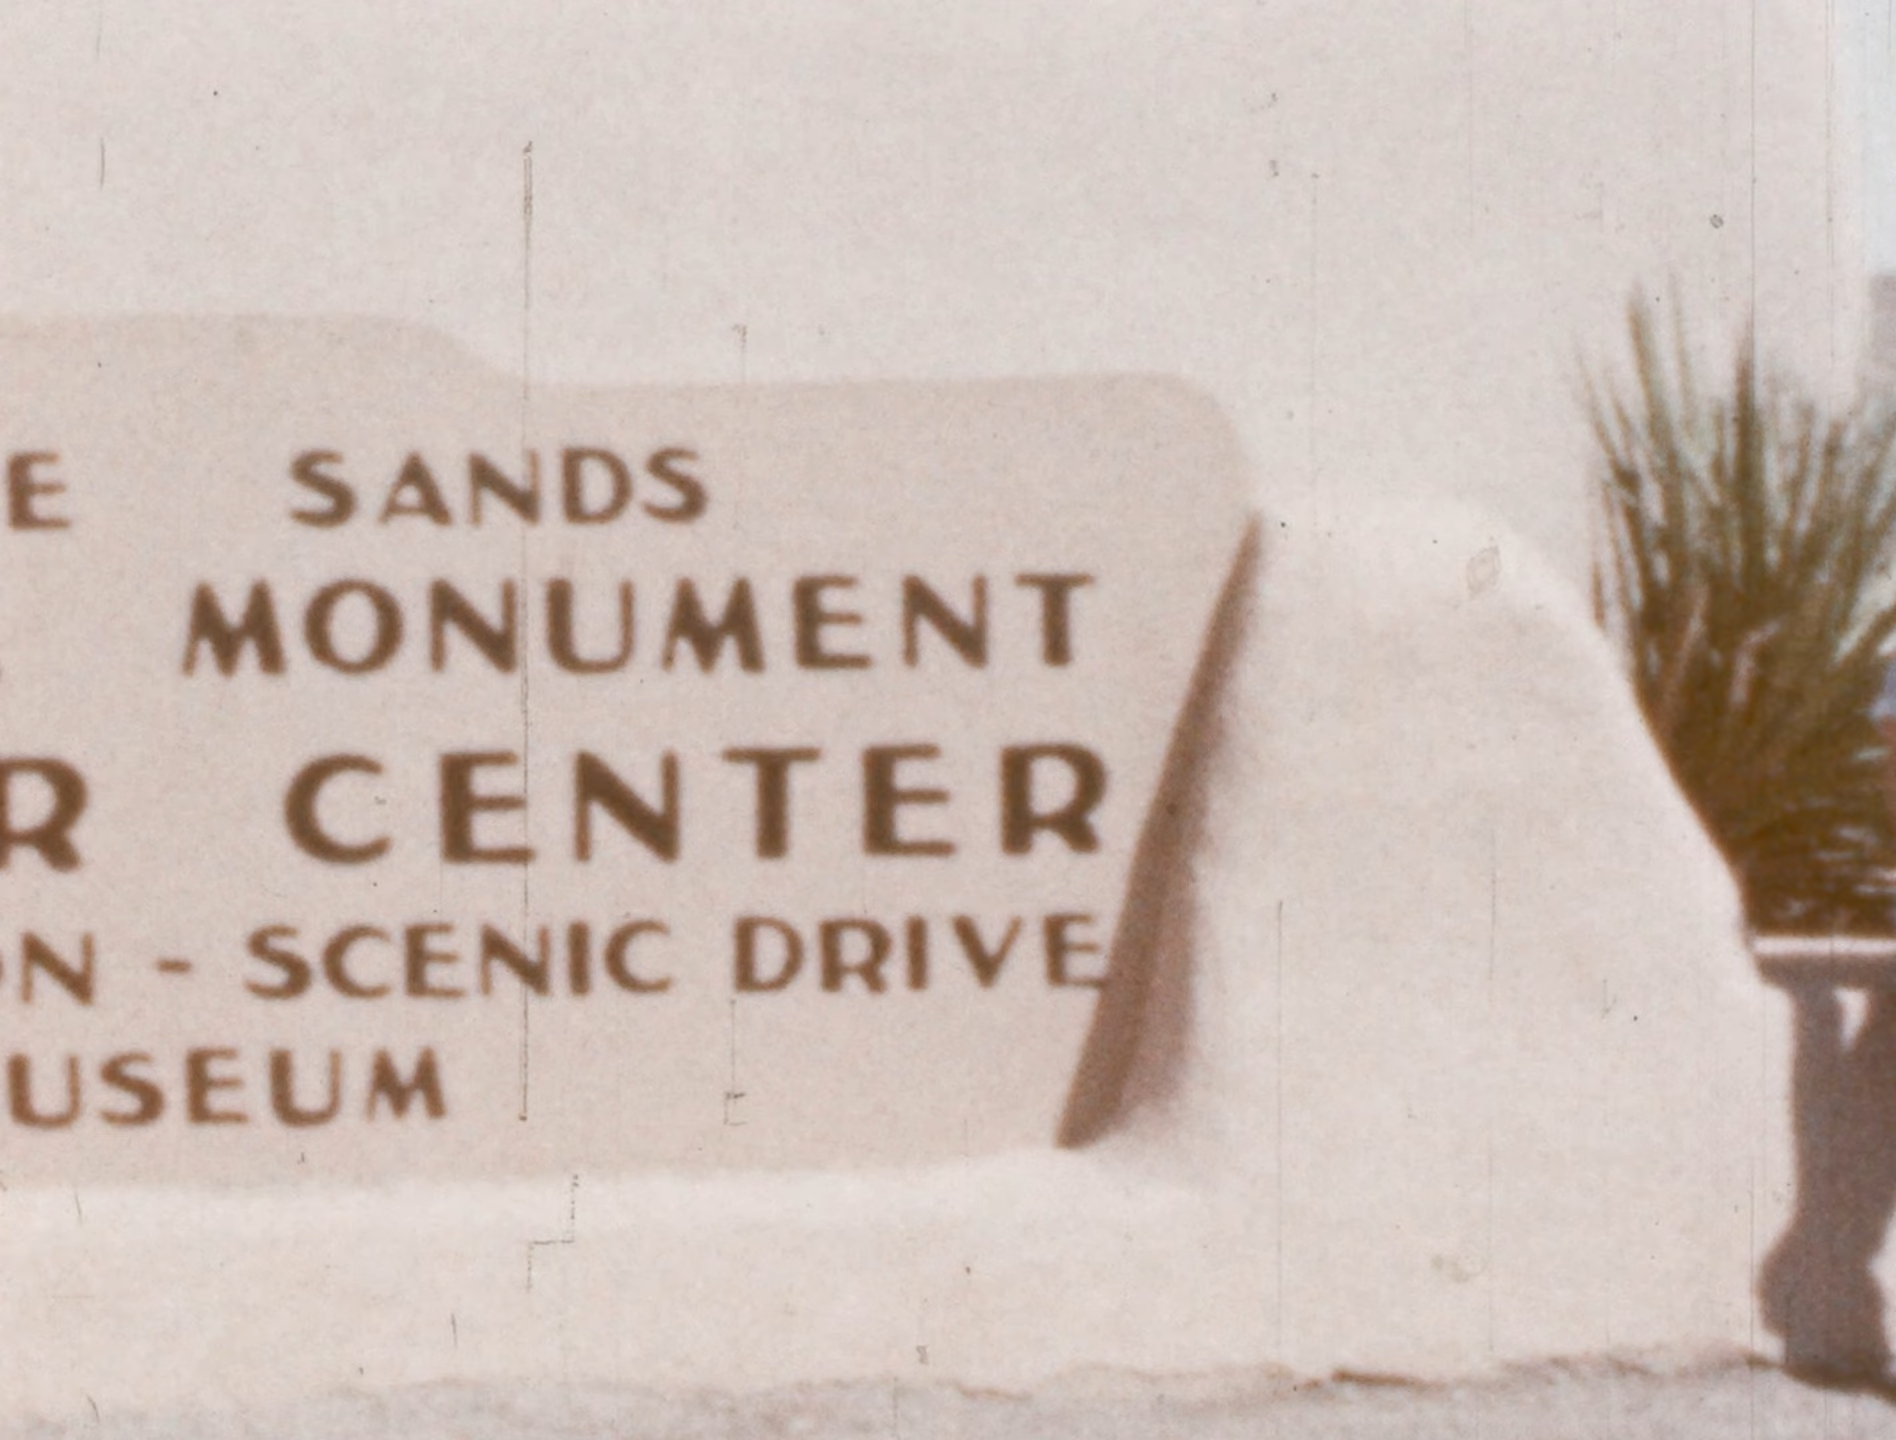 E SANDS
MONUMENT
R CENTER
ON - SCENIC DRIVE
USEUM